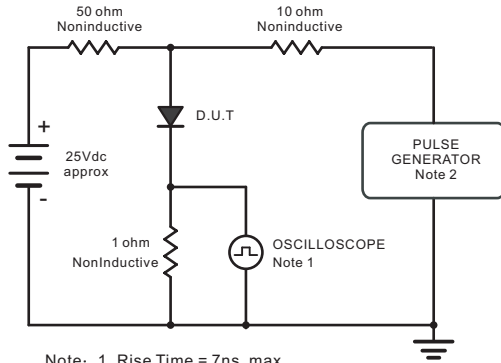 50 ohm
Noninductive
10 ohm
Noninductive
D.U.T
+
25Vdc
approx
-
PULSE
GENERATOR
Note 2
1 ohm
NonInductive
OSCILLOSCOPE
Note 1
Note: 1. Rise Time = 7ns, max.